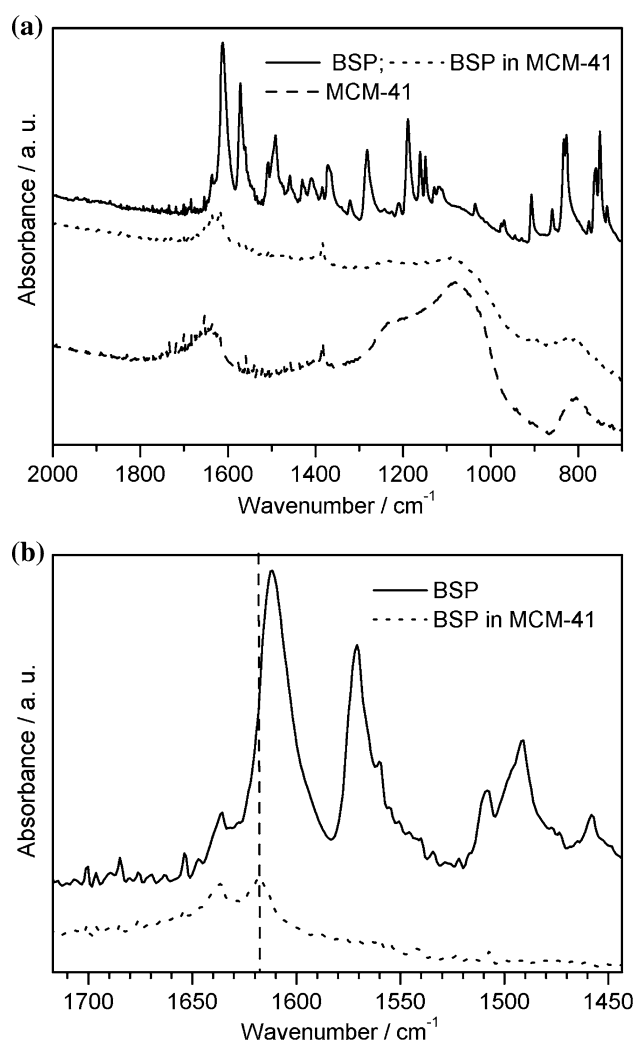 (a)
BSP; BSP in MCM-41
MCM-41
Absorbance / a. u.
2000 1800 1600 1400 1200 1000 800
Wavenumber / cm-1
(b)
BSP
BSP in MCM-41
Absorbance / a. u.
1700 1650 1600 1550 1500 1450
Wavenumber / cm-1